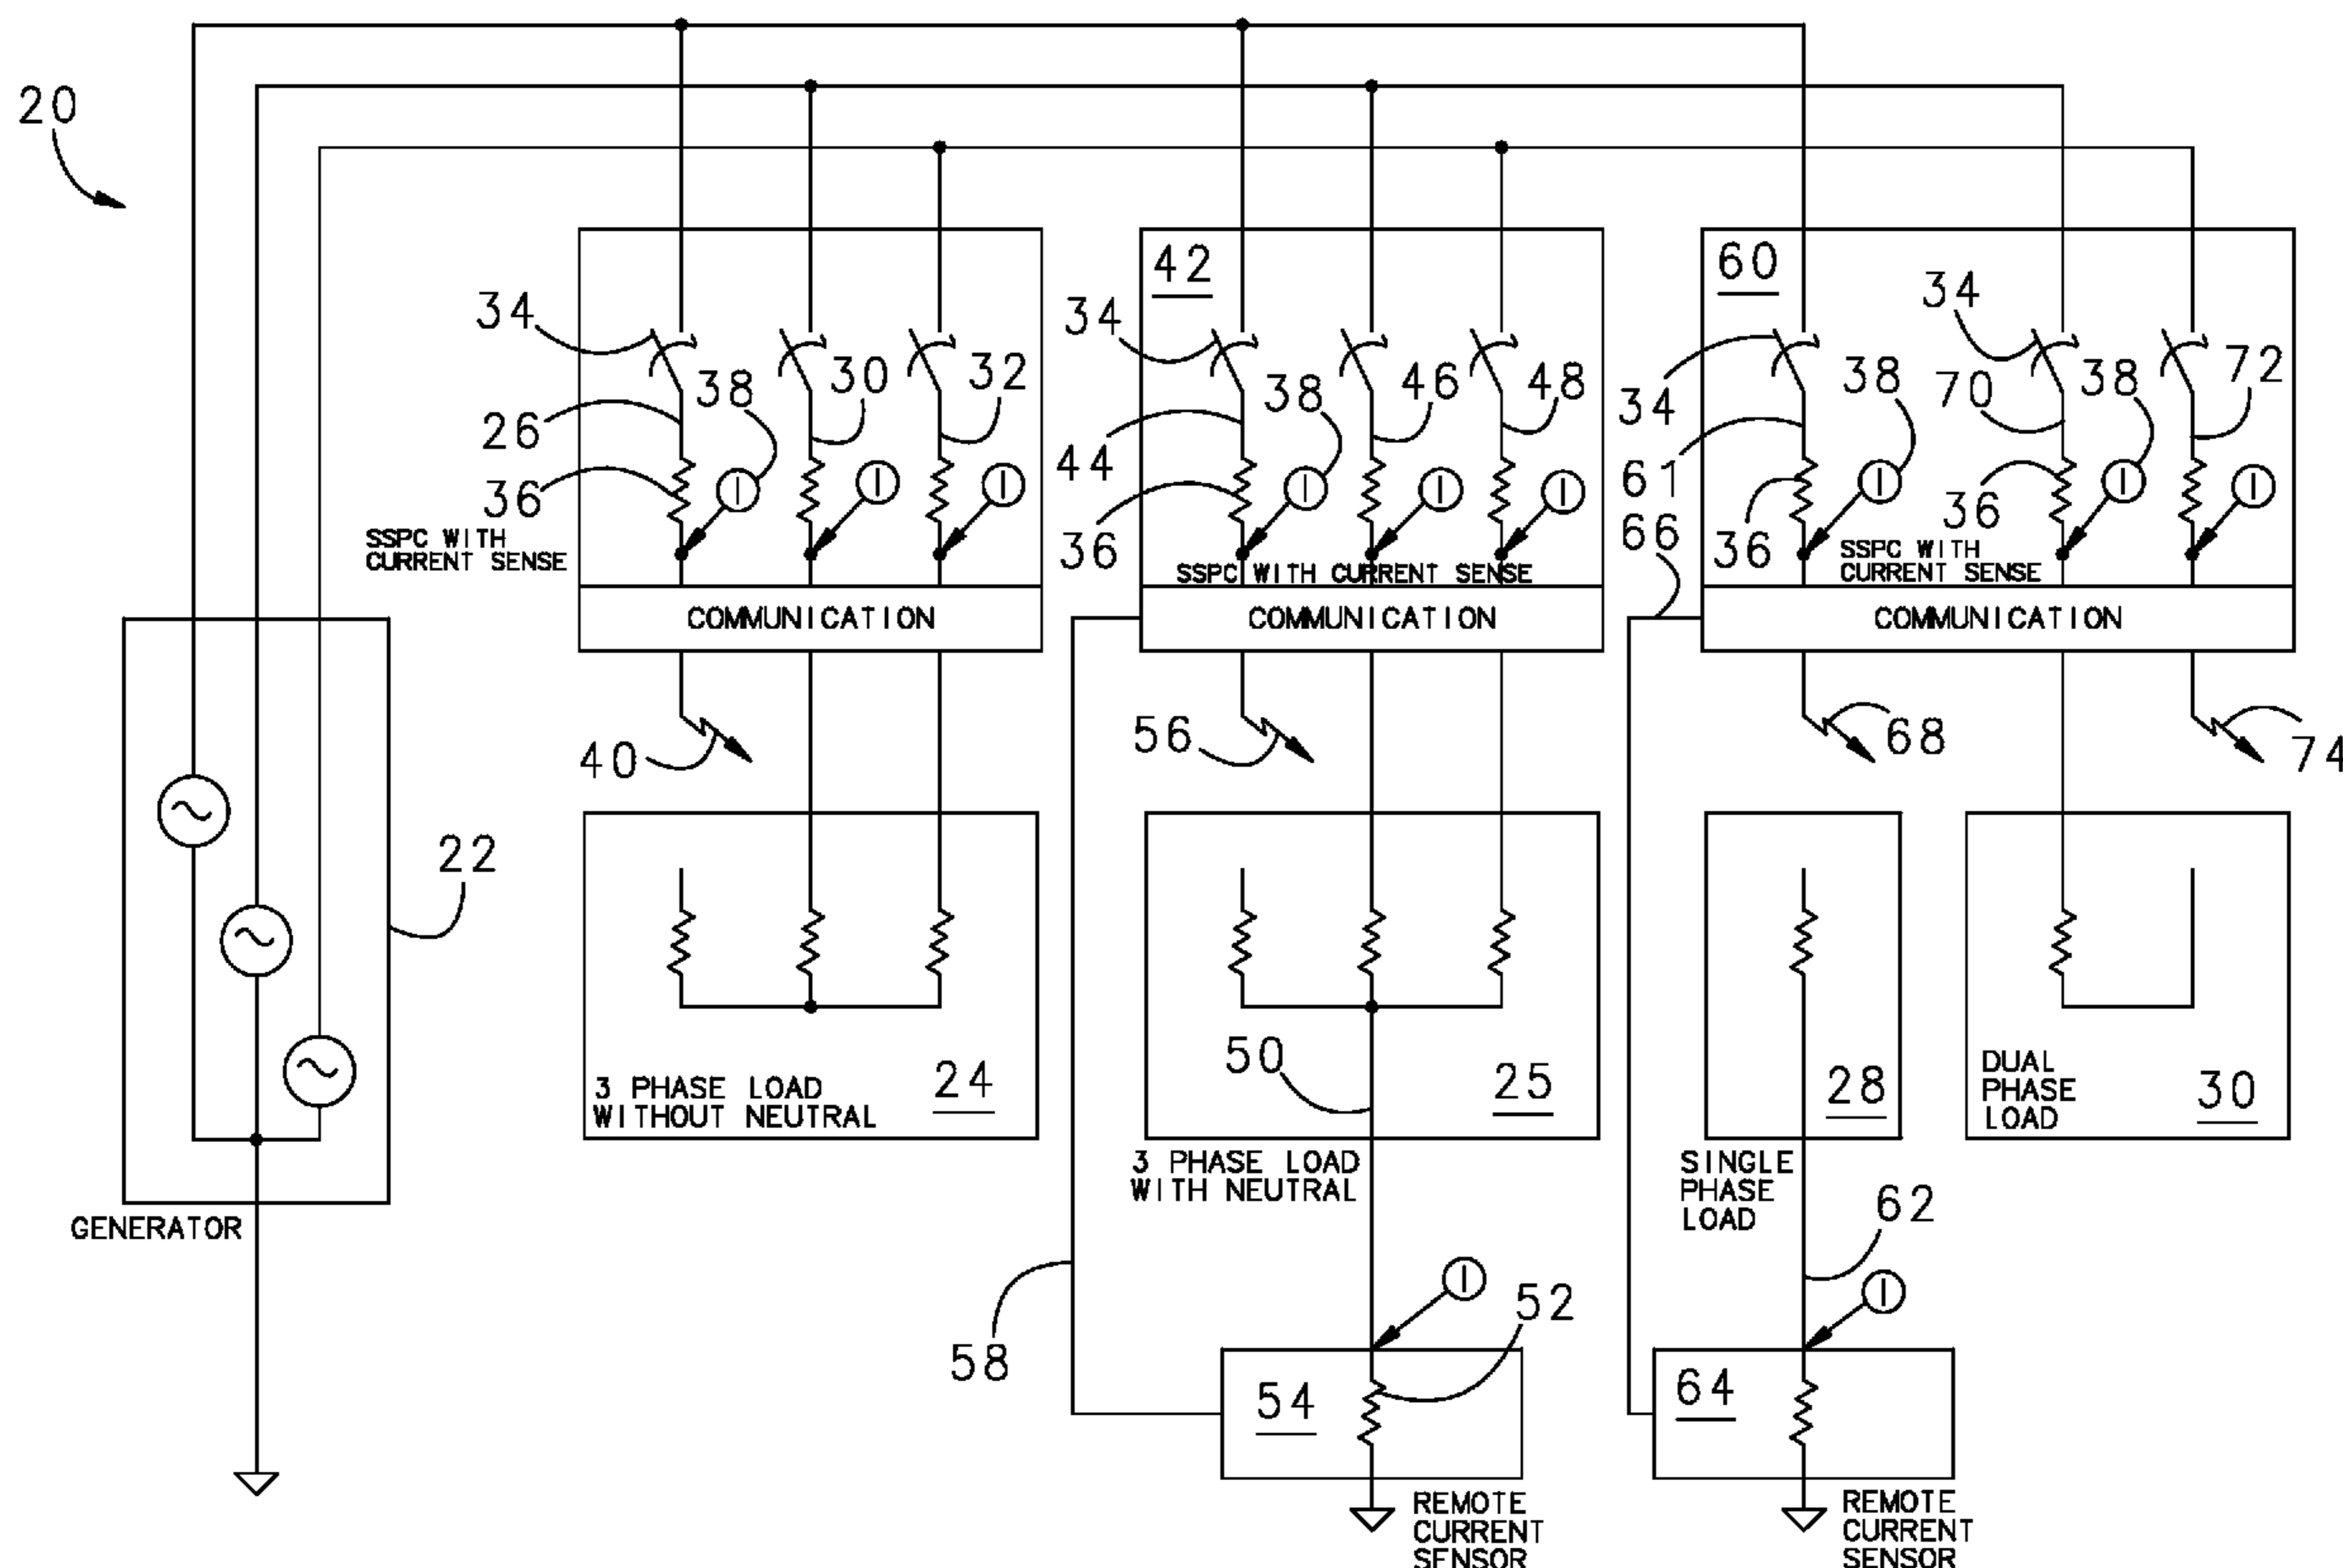 20
42
60
34
34
34
34
38
30
32
38
46
48
38
70
38
72
26
44
61
36
36
66
36
36
SSPC WITH
CURRENT SENSE
SSPC WITH CURRENT SENSE
SSPC WITH
CURRENT SENSE
COMMUNICATION
COMMUNICATION
COMMUNICATION
40
56
68
74
22
3 PHASE LOAD
WITHOUT NEUTRAL
24
50
25
28
DUAL
PHASE
LOAD
30
3 PHASE LOAD
WITH NEUTRAL
SINGLE
PHASE
LOAD
62
GENERATOR
58
52
54
64
REMOTE
CURRENT
SENSOR
REMOTE
CURRENT
SENSOR